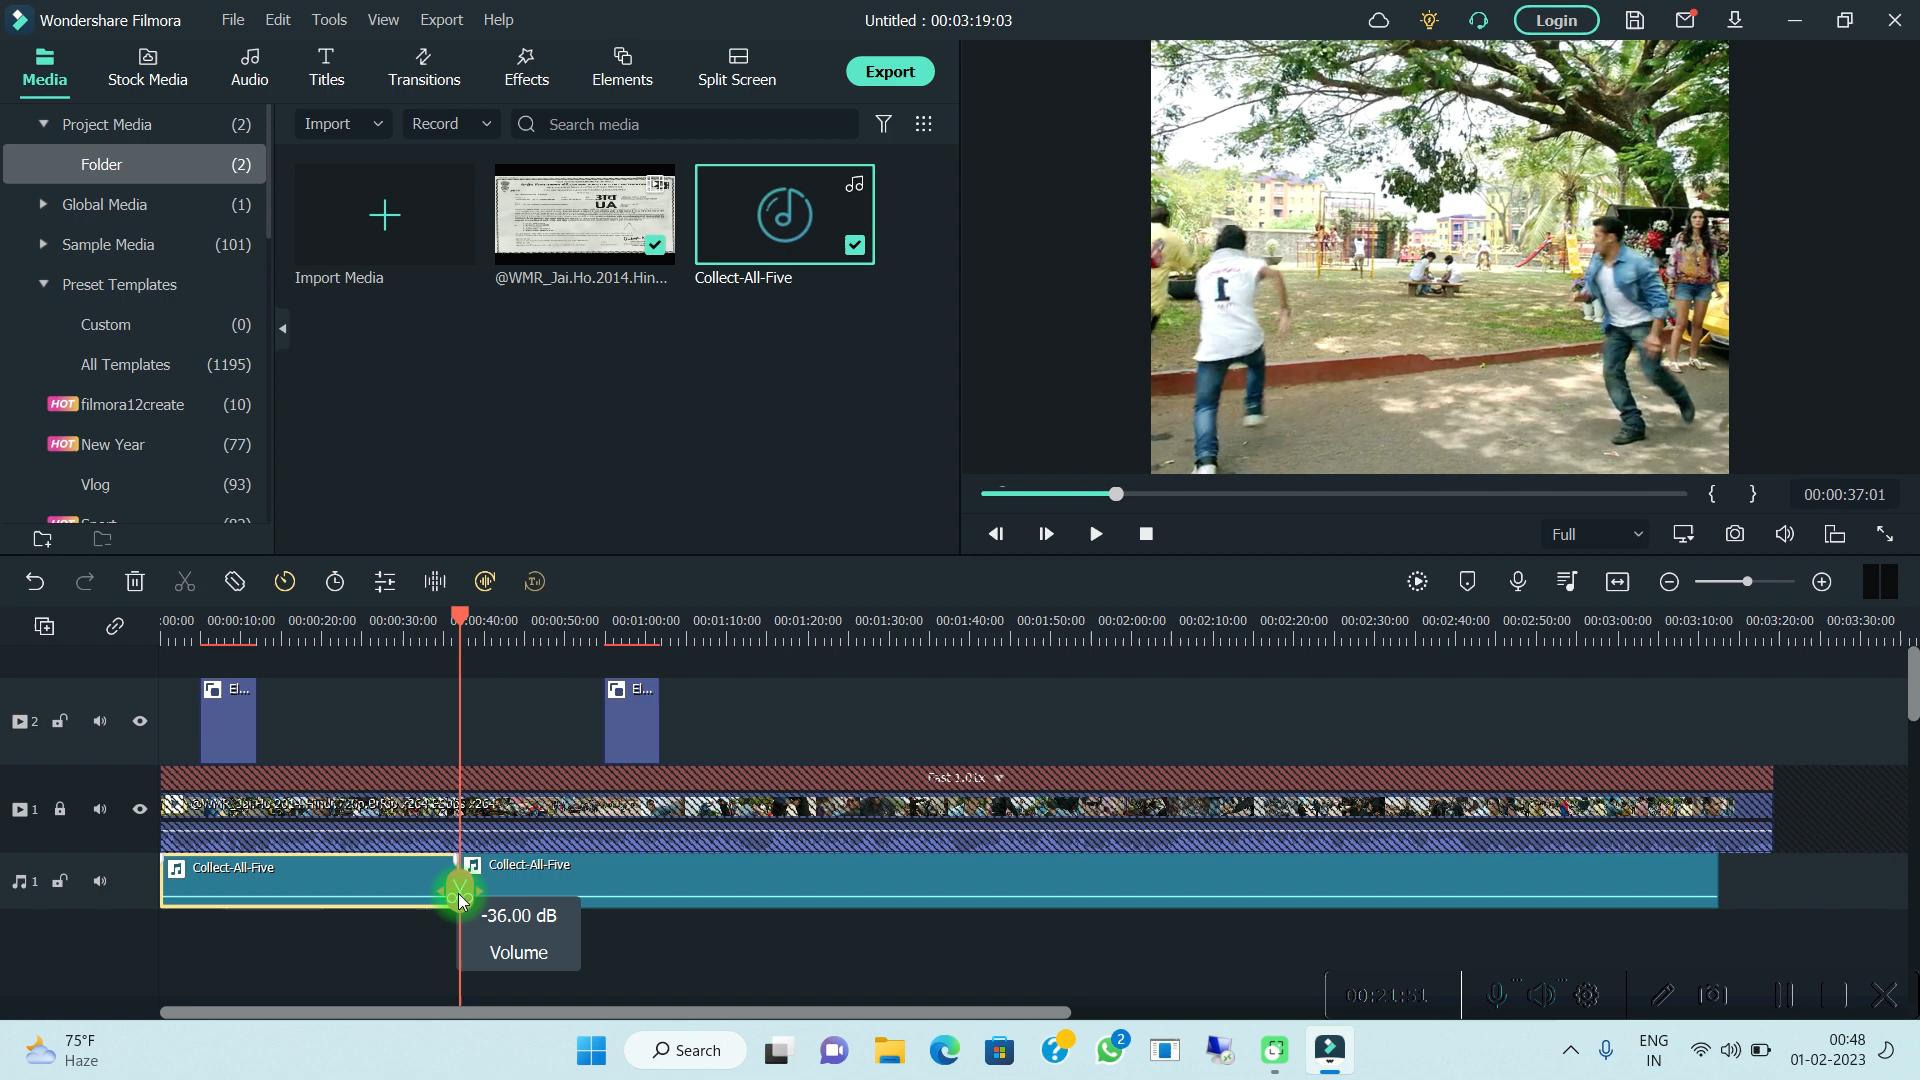 Wondershare Filmora File Edit Tools View Export Help Untitled : 00:03:19:03 Login
Media Stock Media Audio Titles Transitions Effects Elements Split Screen Export
Project Media (2)
Folder (2)
Global Media (1)
Sample Media (101)
Preset Templates
Custom (0)
All Templates (1195)
HOT filmora12create (10)
HOT New Year (77)
Vlog (93)
Import Record Search media
UA
Import Media @WMR_Jai.Ho.2014.Hin... Collect-All-Five
1
00:00:37:01
Full
:00:00 00:00:10:00 00:00:20:00 00:00:30:00 00:00:40:00 00:00:50:00 00:01:00:00 00:01:10:00 00:01:20:00 00:01:30:00 00:01:40:00 00:01:50:00 00:02:00:00 00:02:10:00 00:02:20:00 00:02:30:00 00:02:40:00 00:02:50:00 00:03:00:00 00:03:10:00 00:03:20:00 00:03:30:00
El... El...
2
Fast 1.01x
1
Collect-All-Five Collect-All-Five
1
-36.00 dB
Volume
00:21:51
75°F
Haze
Search
2
ENG
IN
00:48
01-02-2023